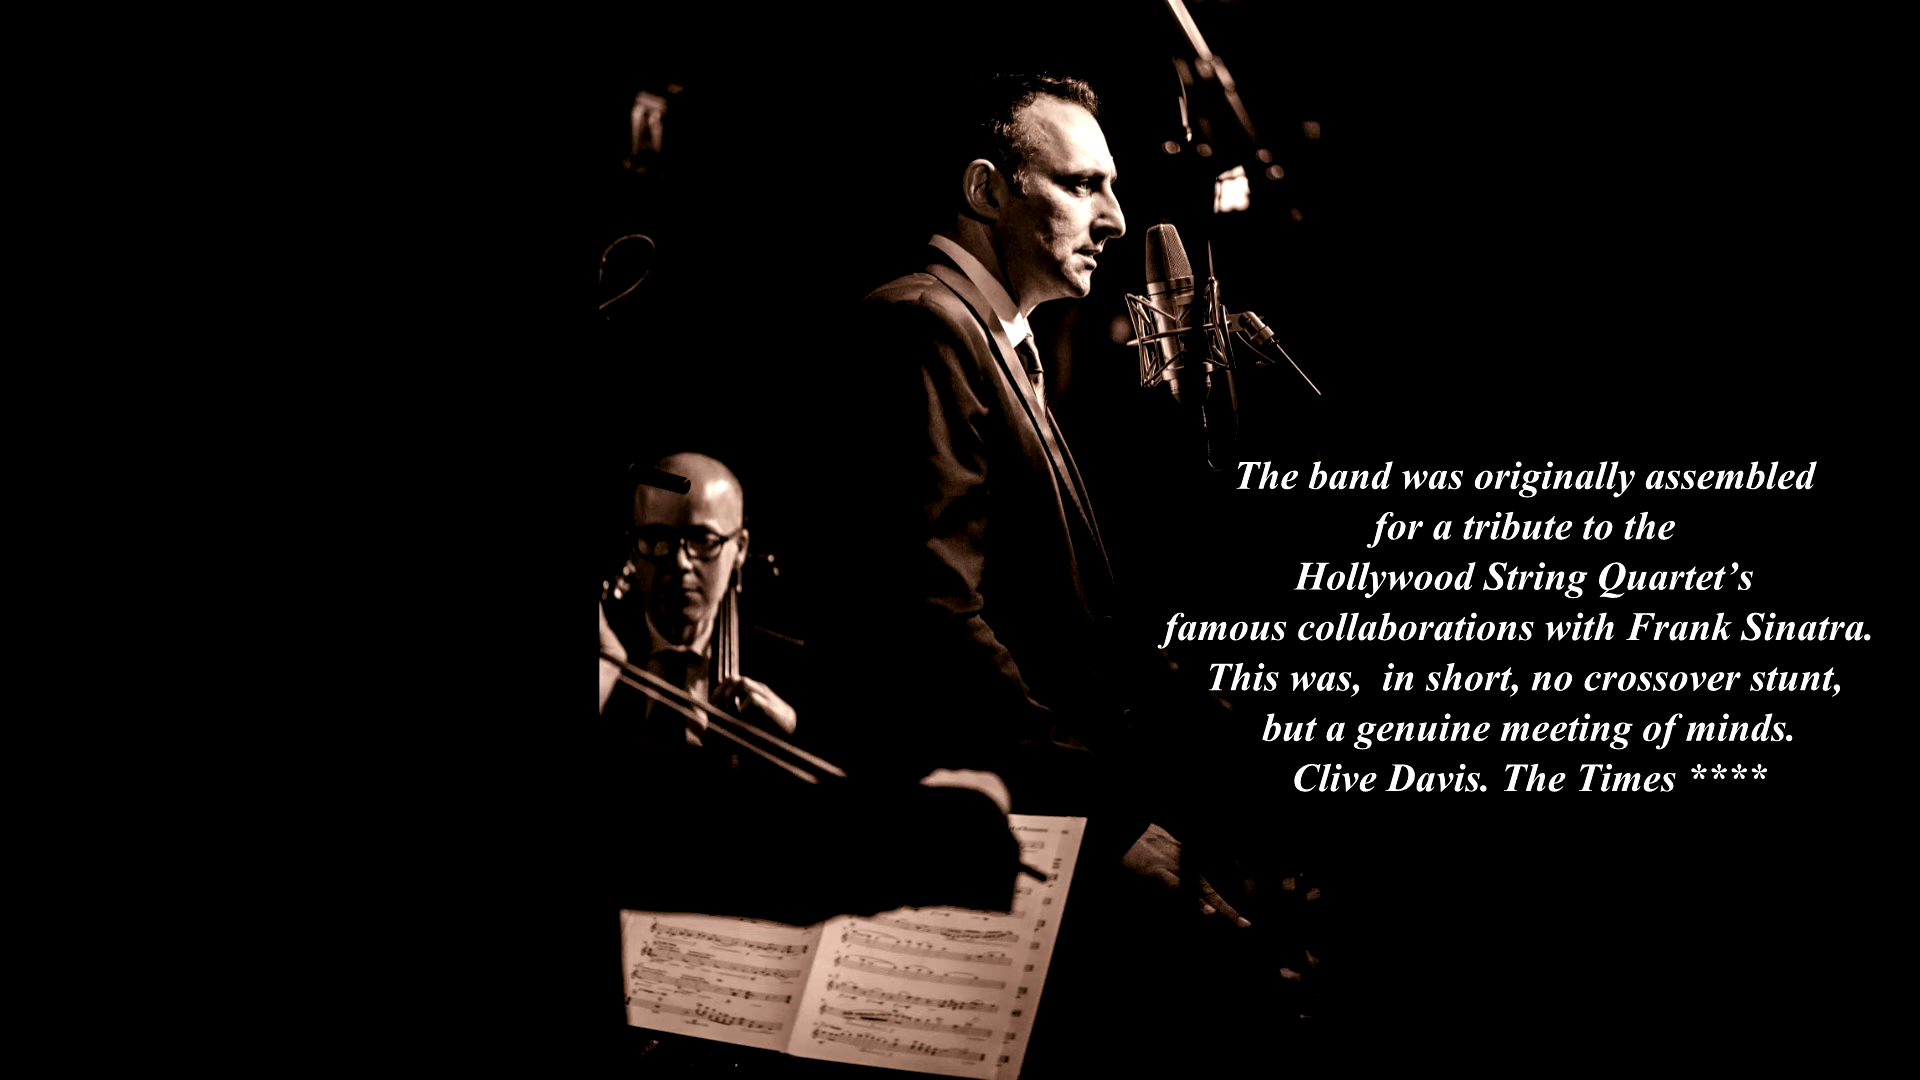 The band was originally assembled
for a tribute to the
Hollywood String Quartet’s
famous collaborations with Frank Sinatra.
This was,  in short, no crossover stunt,
but a genuine meeting of minds.
Clive Davis. The Times ****